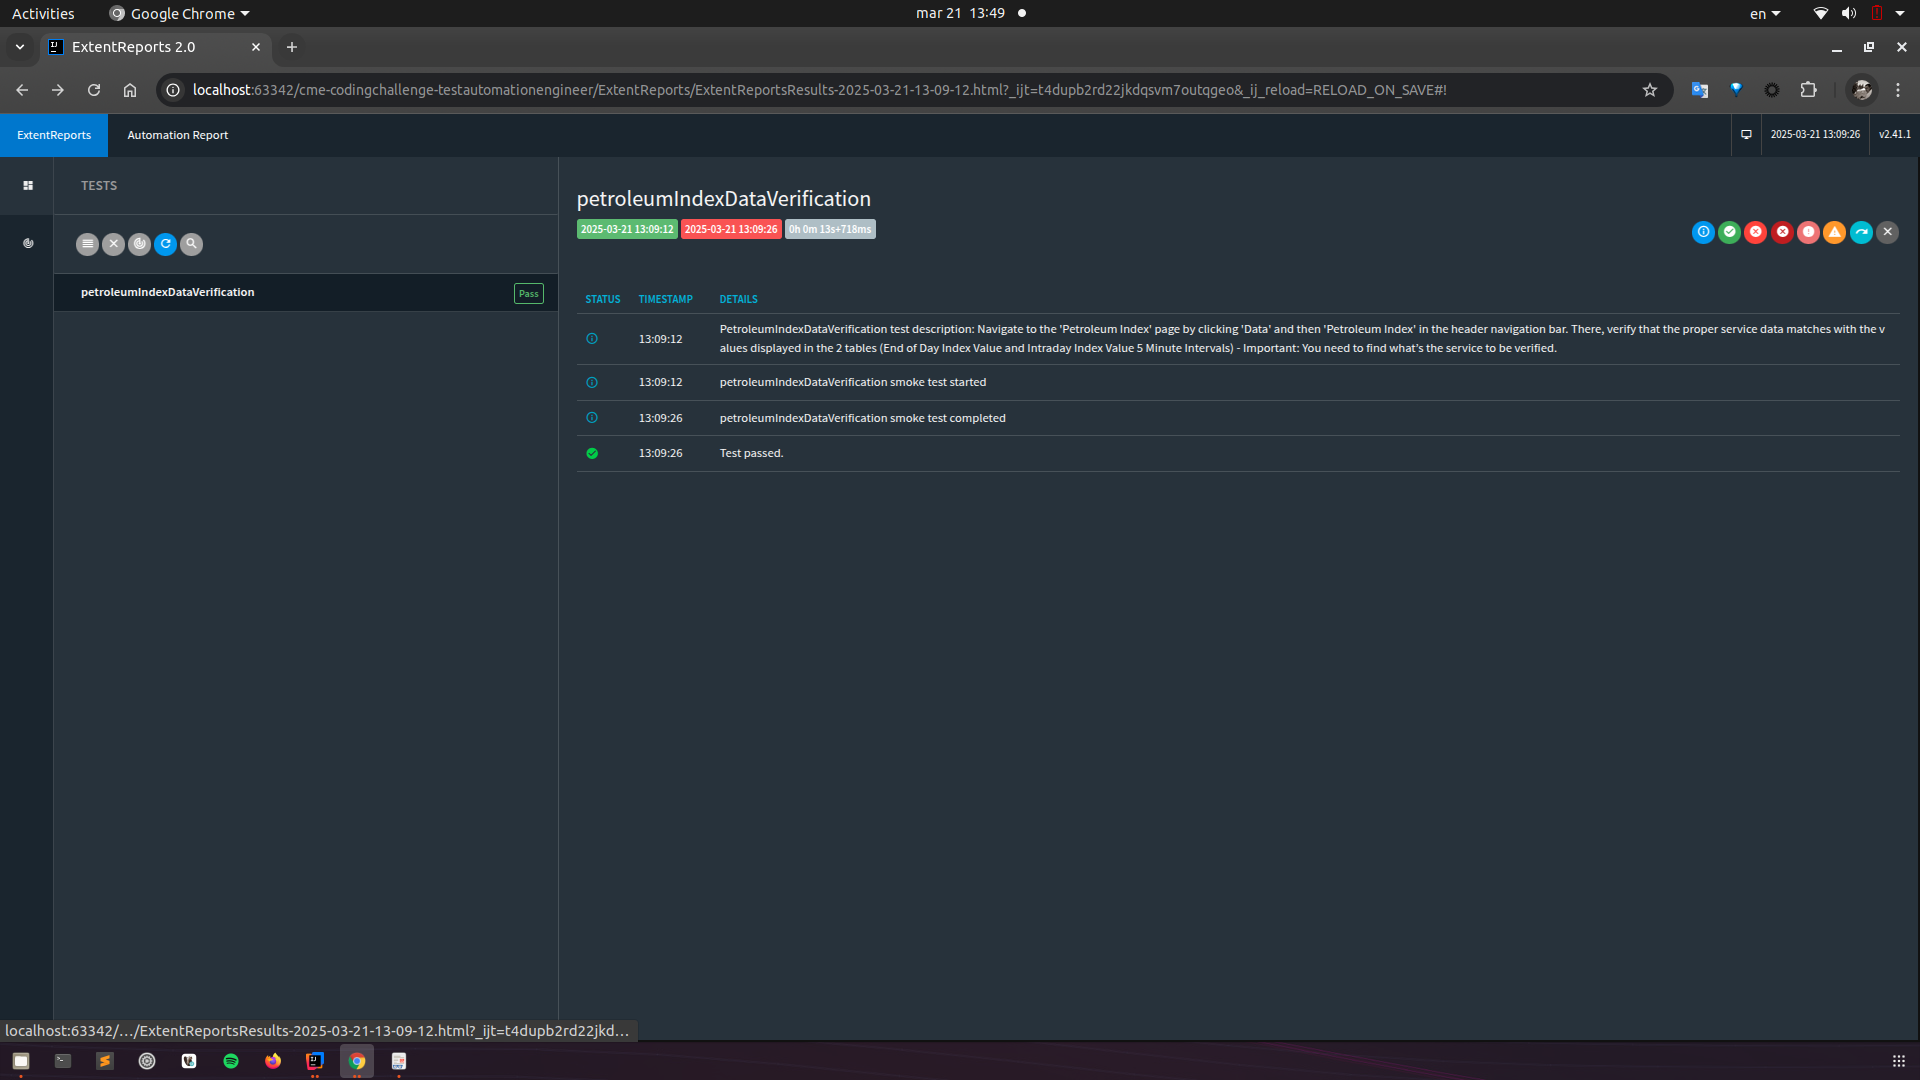 Activities
Google Chrome
mar 21 13:49
en
ExtentReports 2.0
localhost:63342/cme-codingchallenge-testautomationengineer/ExtentReports/ExtentReportsResults-2025-03-21-13-09-12.html?_ijt=t4dupb2rd22jkdqsvm7outqgeo&_ij_reload=RELOAD_ON_SAVE#!
ExtentReports
Automation Report
2025-03-21 13:09:26
v2.41.1
TESTS
petroleumIndexDataVerification
Pass
petroleumIndexDataVerification
2025-03-21 13:09:12 2025-03-21 13:09:26 0h 0m 13s+718ms
STATUS TIMESTAMP DETAILS
13:09:12 PetroleumIndexDataVerification test description: Navigate to the 'Petroleum Index' page by clicking 'Data' and then 'Petroleum Index' in the header navigation bar. There, verify that the proper service data matches with the v
alues displayed in the 2 tables (End of Day Index Value and Intraday Index Value 5 Minute Intervals) - Important: You need to find what's the service to be verified.
13:09:12 petroleumIndexDataVerification smoke test started
13:09:26 petroleumIndexDataVerification smoke test completed
13:09:26 Test passed.
localhost:63342/…/ExtentReportsResults-2025-03-21-13-09-12.html?_ijt=t4dupb2rd22jkd…